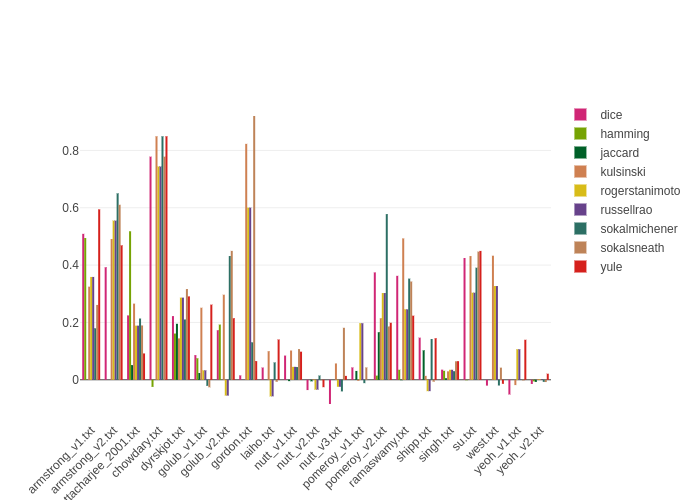 0.8
0.6
0.4
0.2
0
armstrong_v1.txt
armstrong_v2.txt
tacharjee_2001.txt
chowdary.txt
dyrskjot.txt
golub_v1.txt
golub_v2.txt
gordon.txt
laiho.txt
nutt_v1.txt
nutt_v2.txt
nutt_v3.txt
pomeroy_v1.txt
pomeroy_v2.txt
ramaswamy.txt
shipp.txt
singh.txt
su.txt
west.txt
yeoh_v1.txt
yeoh_v2.txt
dice
hamming
jaccard
kulsinski
rogerstanimoto
russellrao
sokalmichener
sokalsneath
yule